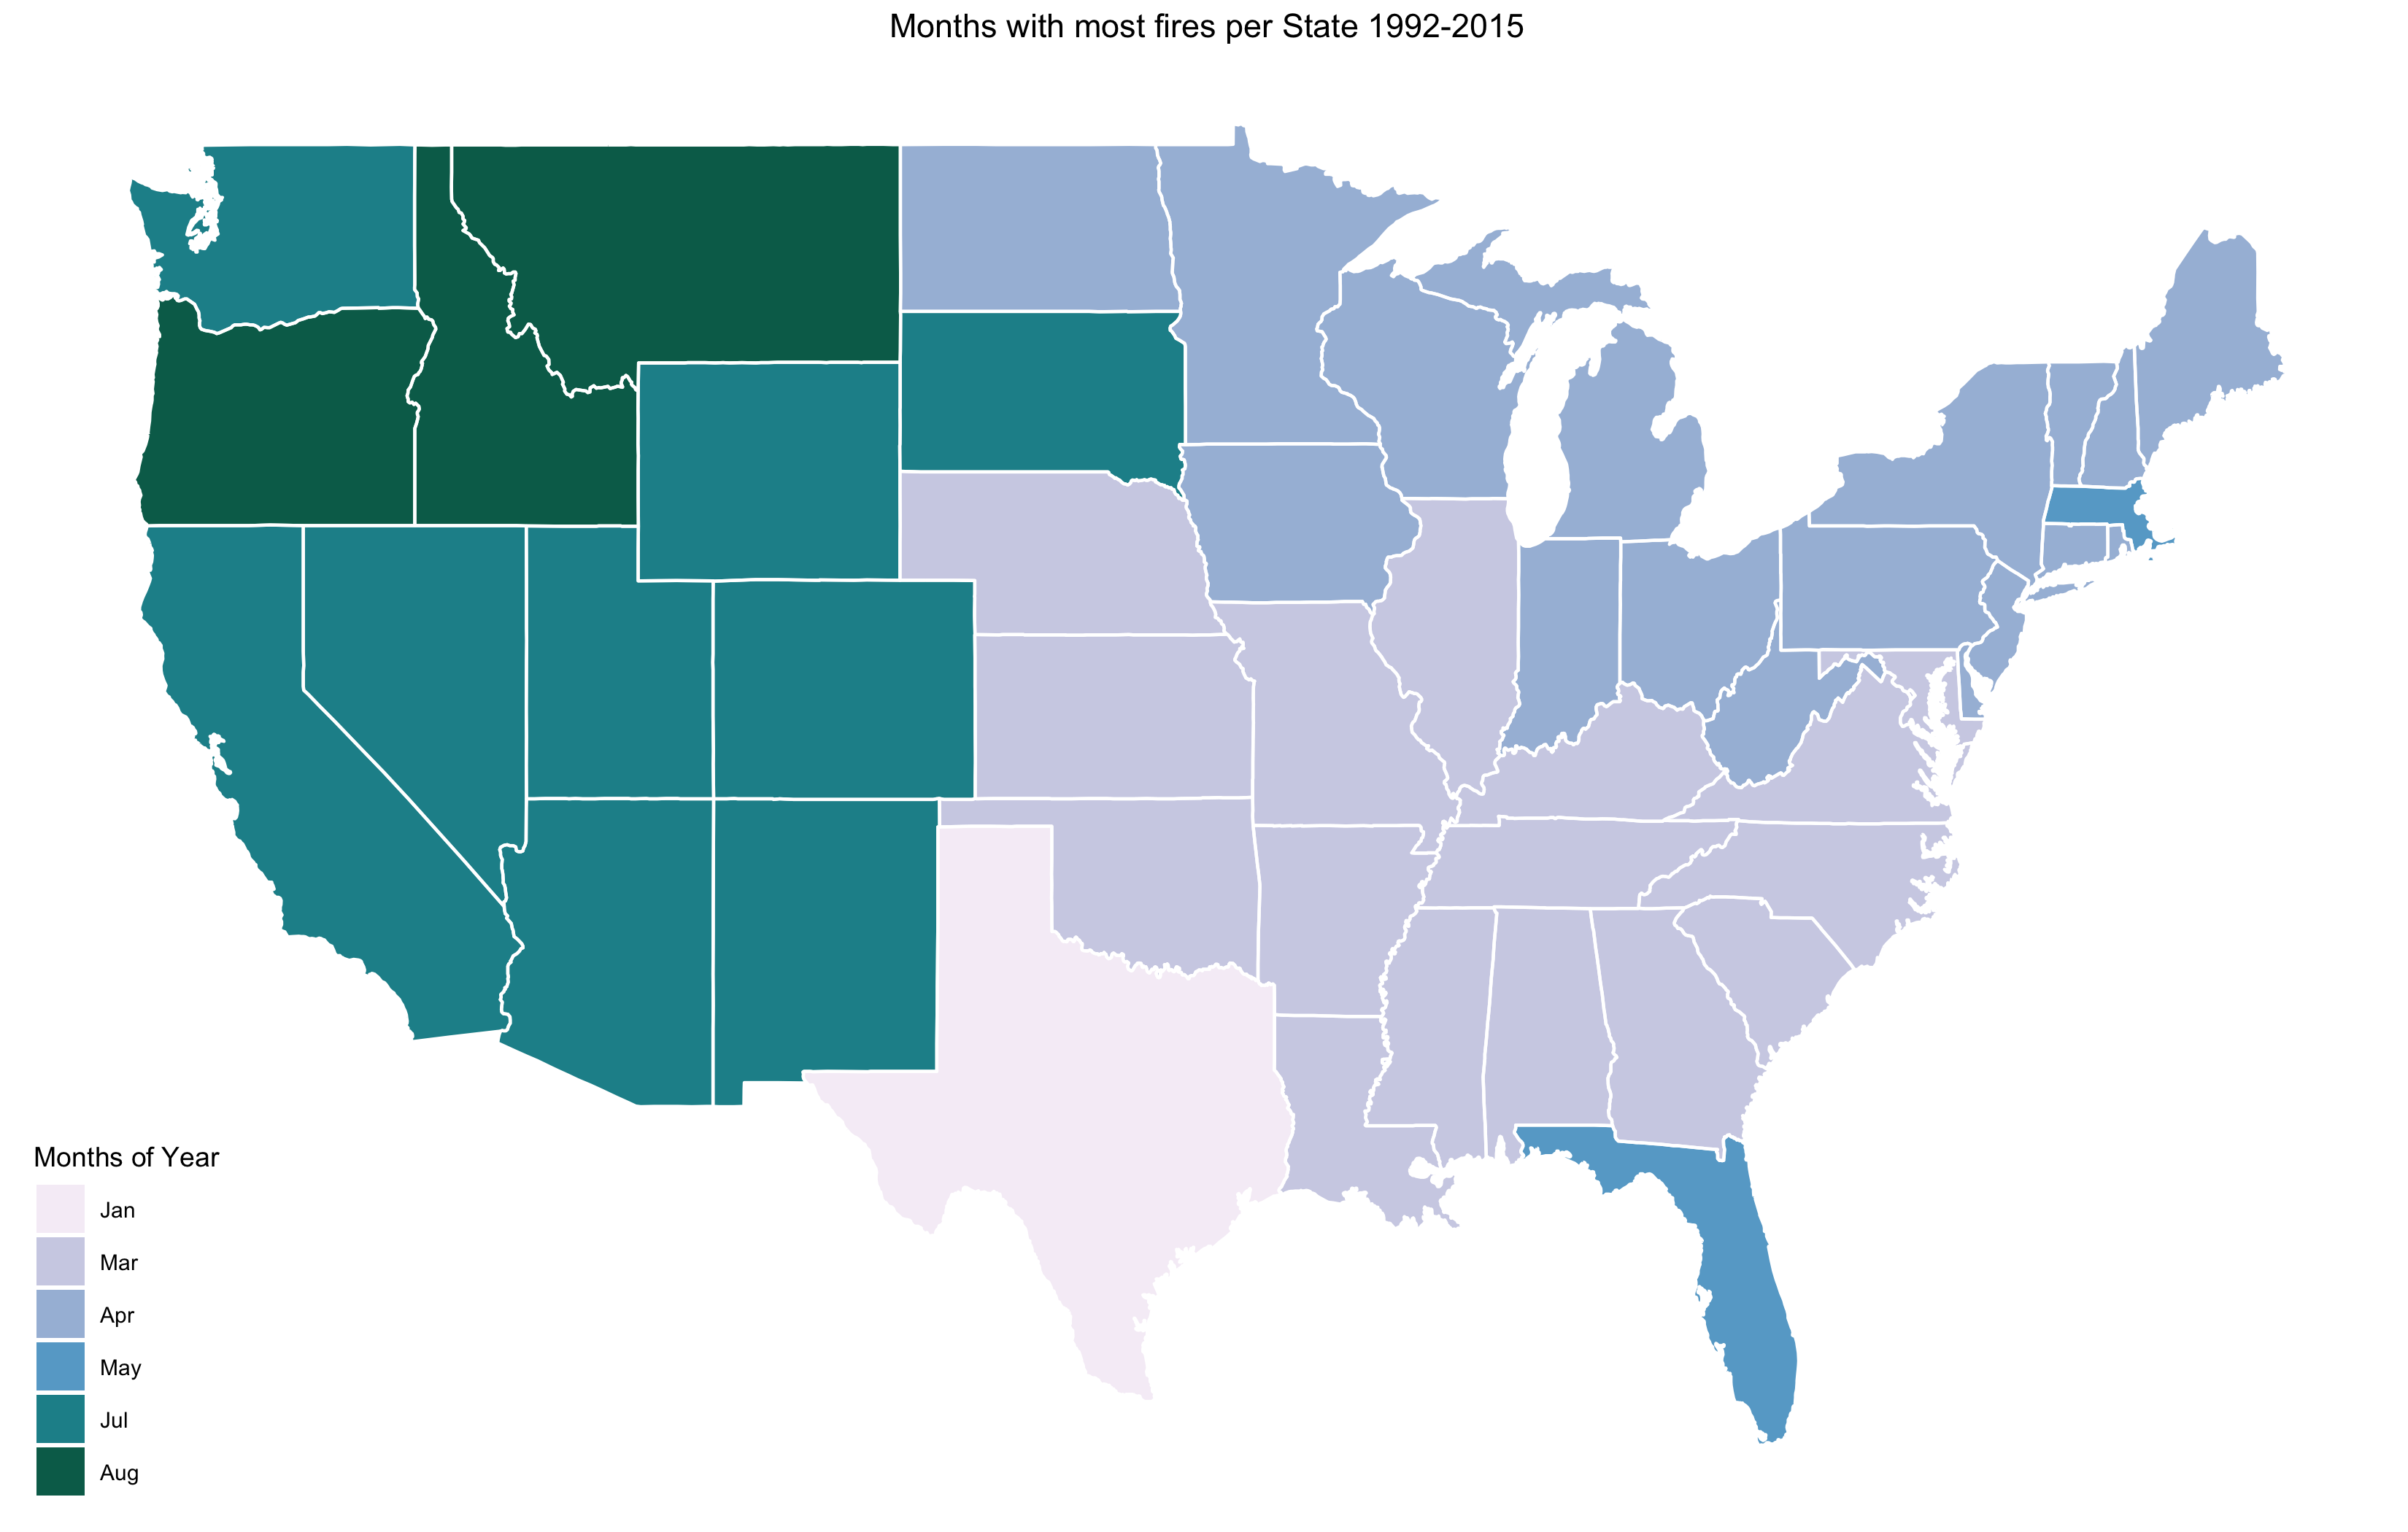 Months with most fires per State 1992-2015
Months of Year
Jan
Mar
Apr
May
Jul
Aug